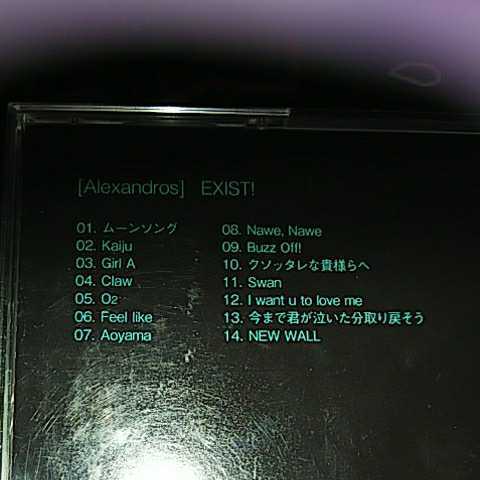 [Alexandros] EXIST!
01. ムーンソング
02. Kaiju
03. Girl A
04. Claw
05. O2
06. Feel like
07. Aoyama
08. Nawe, Nawe
09. Buzz Off!
10. クソッタレな貴様らへ
11. Swan
12. I want u to love me
13. 今まで君が泣いた分取り戻そう
14. NEW WALL